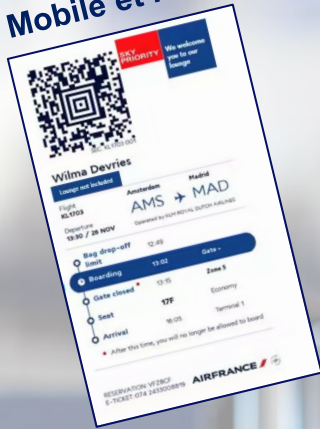 Mobile et
SKY
PRIORITY
We welcome
you to our
lounge
Wilma Devries
Lounge not included
Flight
KL1703
Amsterdam
Madrid
AMS MAD
Departure
13:30 / 28 NOV
Operated by KLM ROYAL DUTCH AIRLINES
Bag drop-off
limit
12:45
Boarding
13:02
Gate -
Gate closed *
13:15
Zone 5
Seat
17F
Economy
Arrival
16:05
Terminal 1
* After this time, you will no longer be allowed to board
RESERVATION: VFZBCF
E-TICKET: 074 2433008819
AIRFRANCE